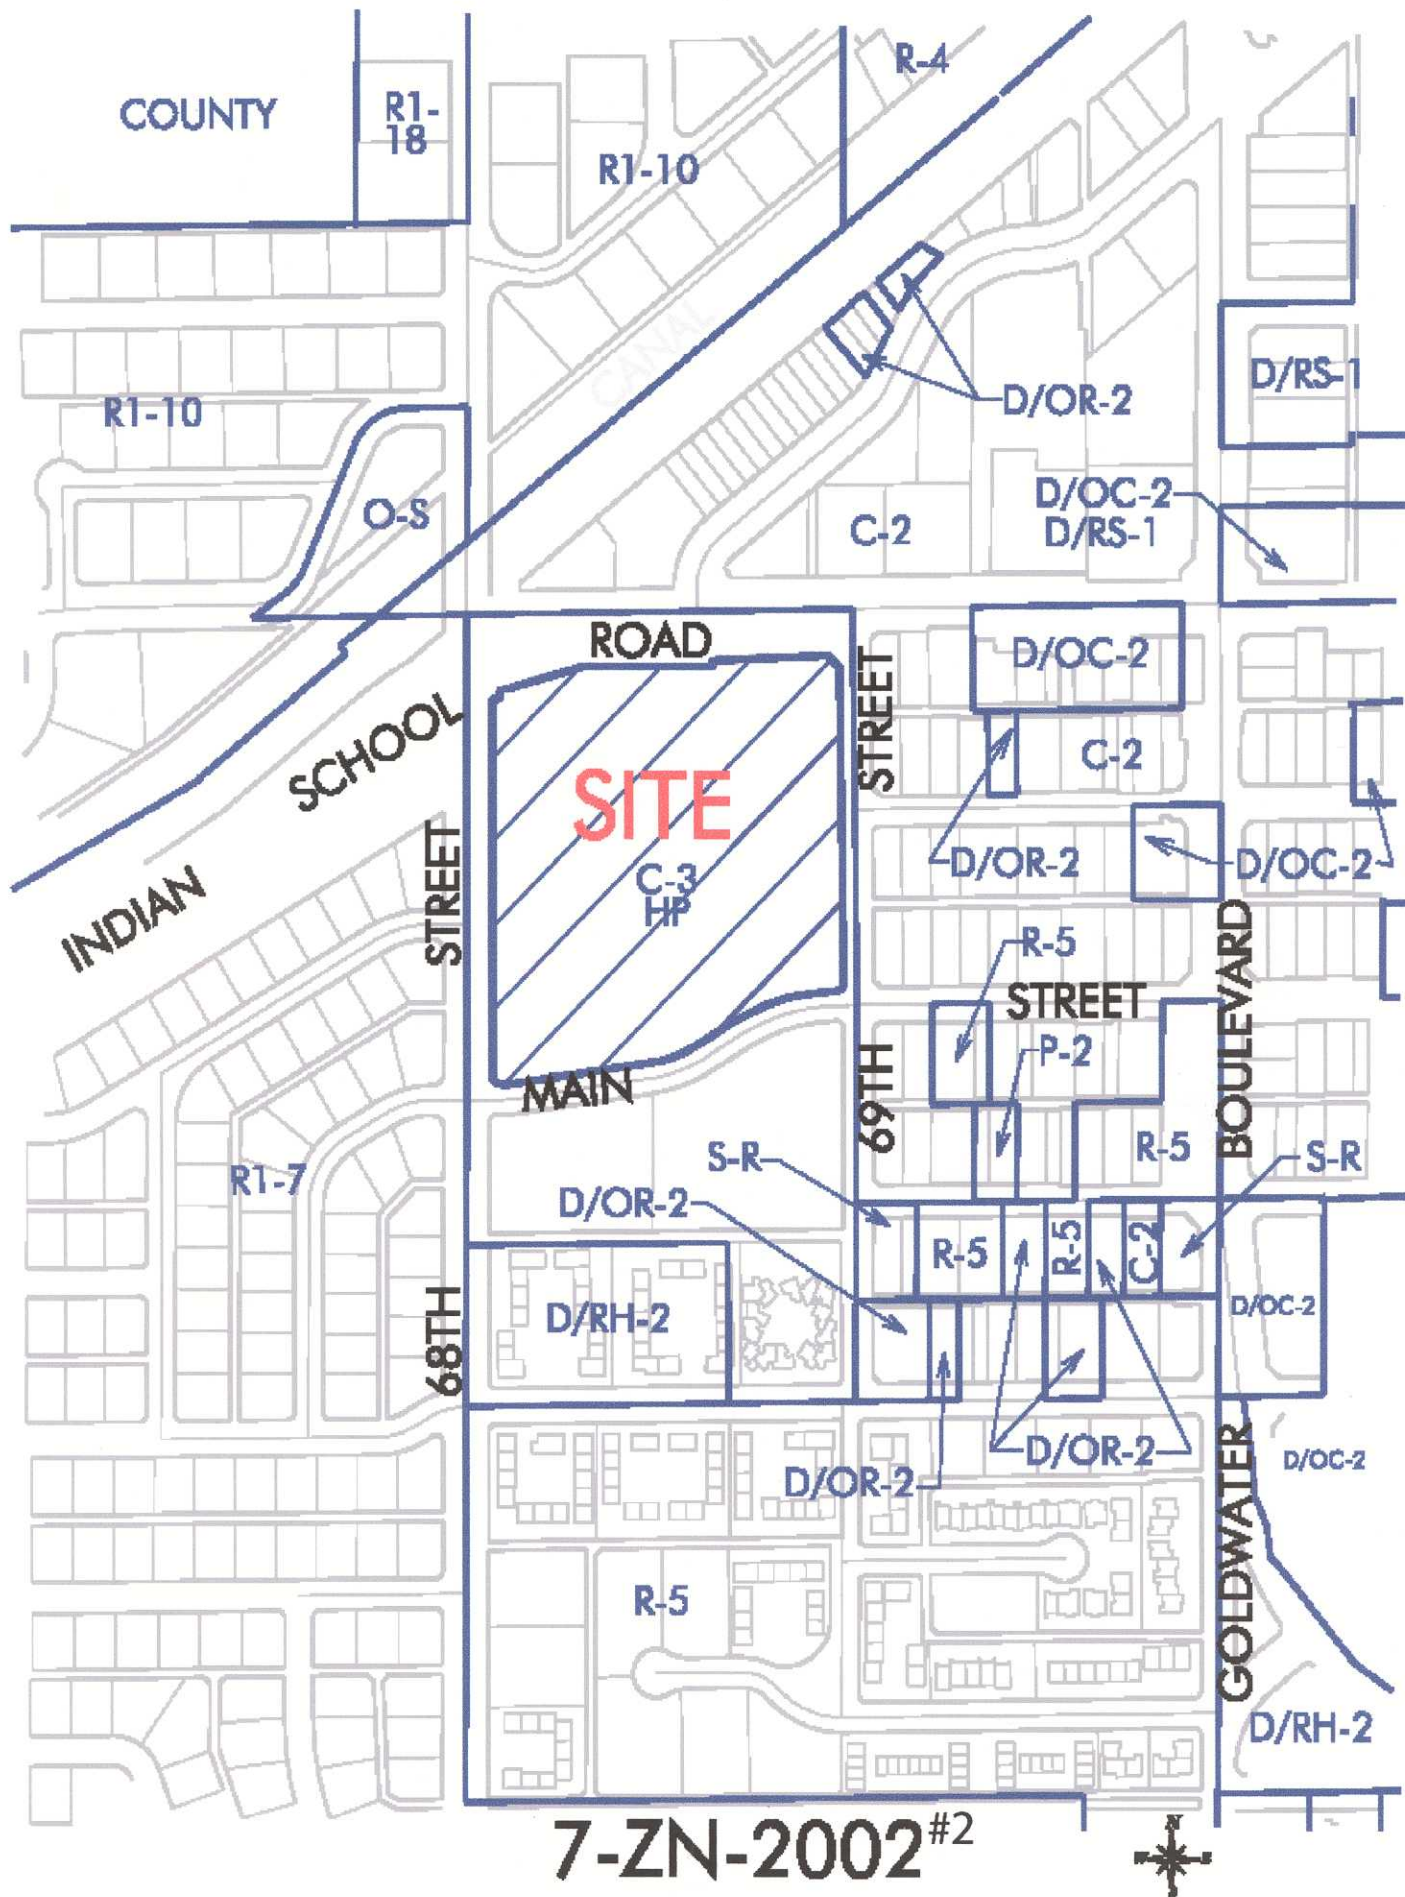 R-4
COUNTY
R1-
18
R1-10
CANAL
D/RS-1
R1-10
D/OR-2
D/OC-2
O-S
C-2
D/RS-1
ROAD
D/OC-2
STREET
SCHOOL
C-2
SITE
D/OR-2
D/OC-2
STREET
C-3
HP
INDIAN
R-5
BOULEVARD
STREET
P-2
MAIN
69TH
S-R
R-5
S-R
R1-7
D/OR-2
R-5
R-5
C-2
D/OC-2
D/RH-2
68TH
D/OR-2
D/OC-2
D/OR-2
GOLDWATER
R-5
D/RH-2
7-ZN-2002#2
N